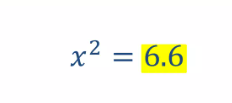 x² = 6.6